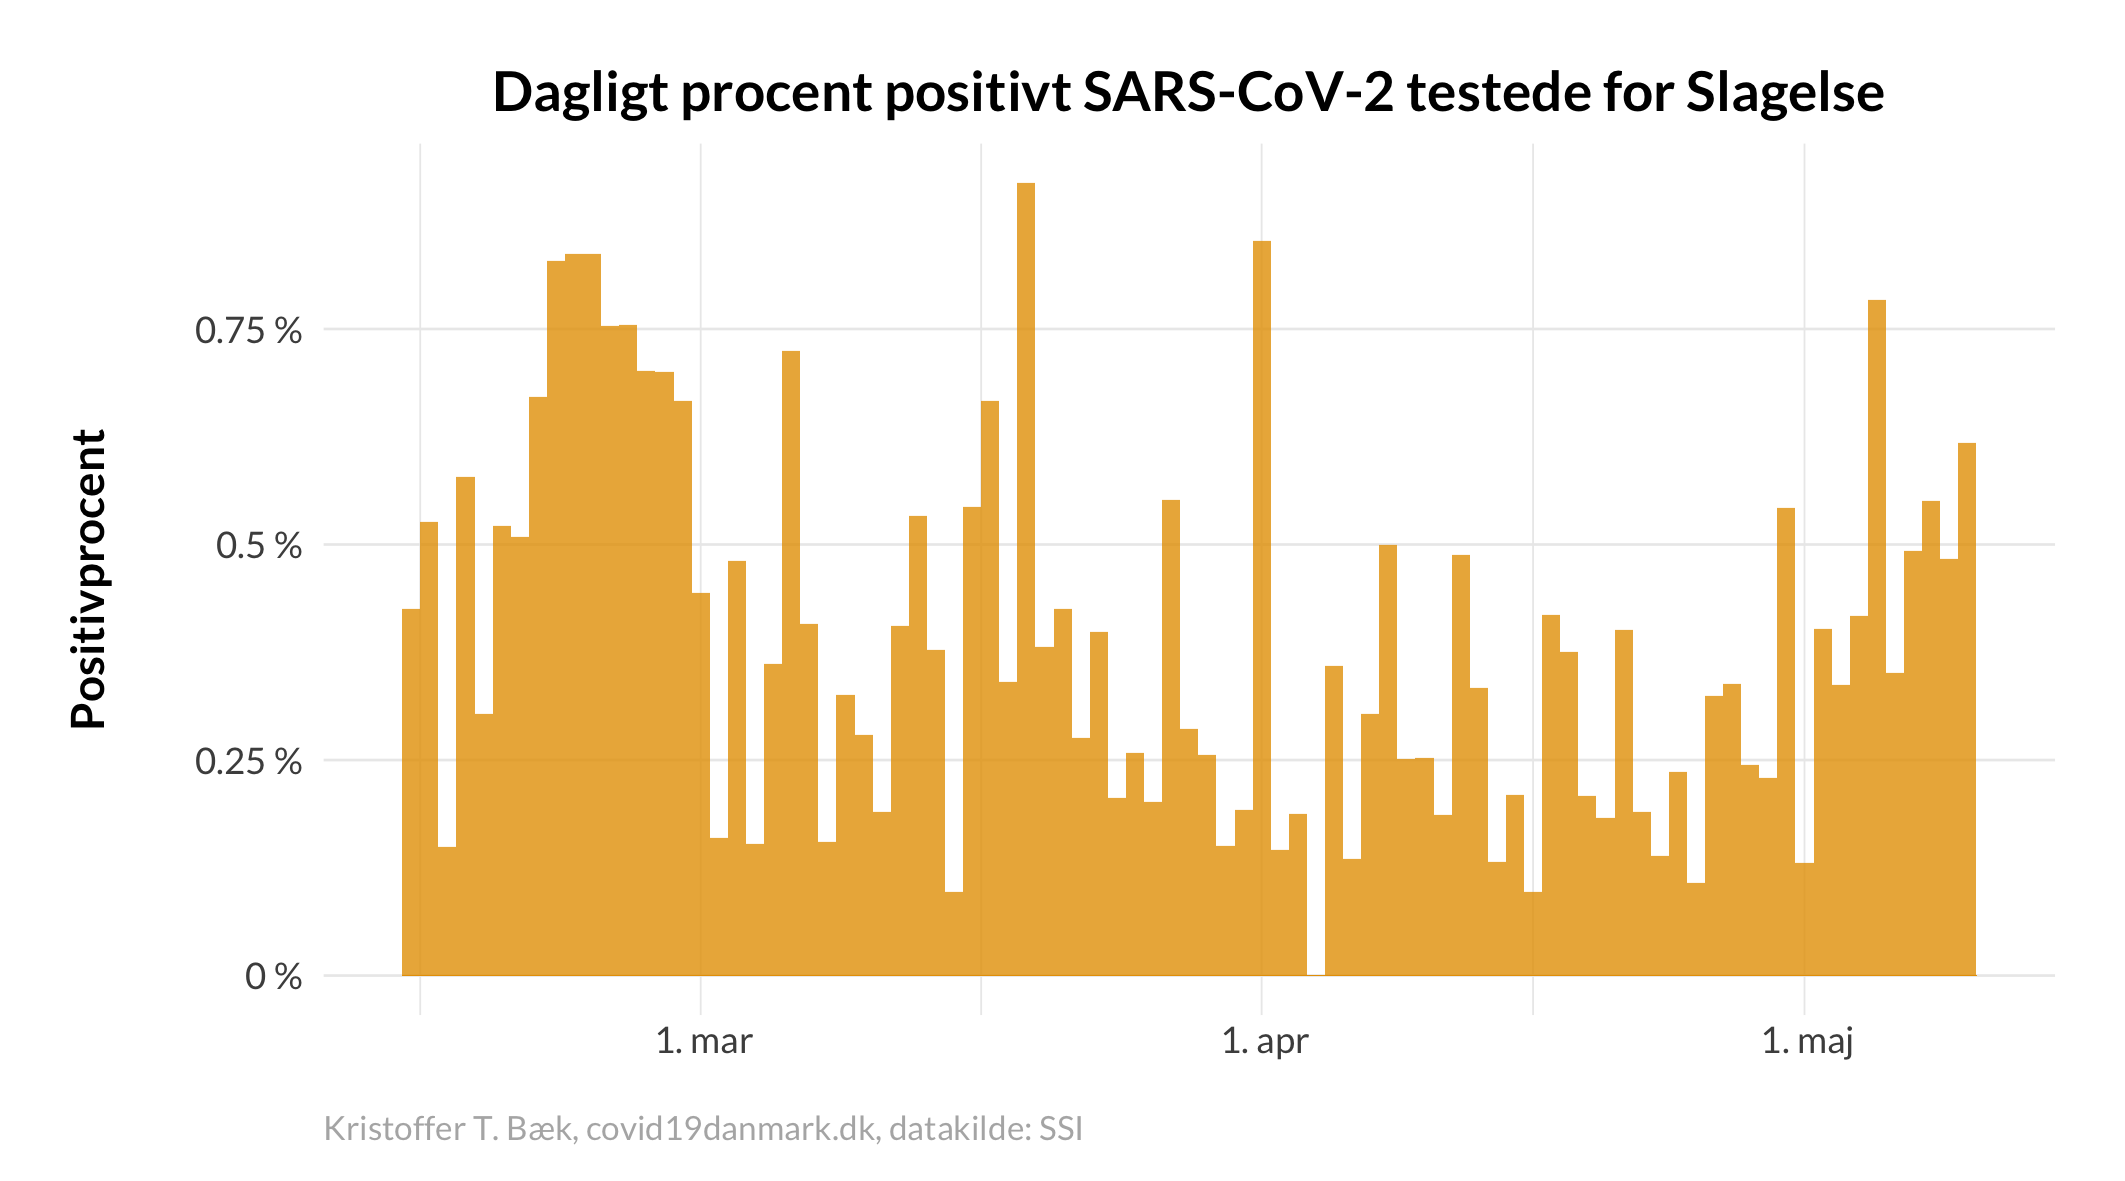 Dagligt procent positivt SARS-CoV-2 testede for Slagelse
Positivprocent
0.75 %
0.5 %
0.25 %
0 %
1. mar
1. apr
1. maj
Kristoffer T. Bæk, covid19danmark.dk, datakilde: SSI